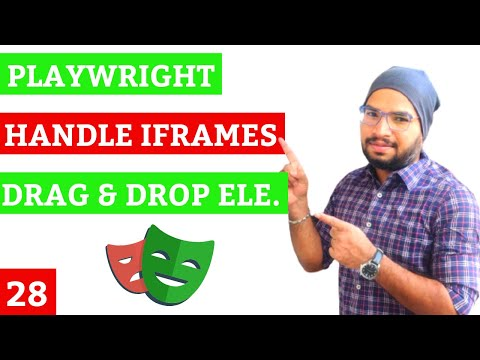 PLAYWRIGHT
HANDLE IFRAMES
DRAG & DROP ELE.
28